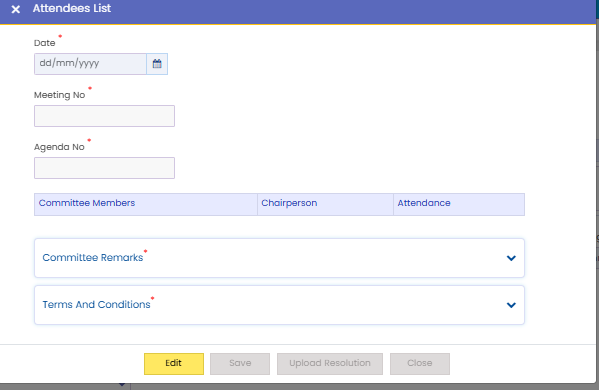 × Attendees List
Date *
dd/mm/yyyy
Meeting No *
Agenda No *
Committee Members Chairperson Attendance
Committee Remarks*
Terms And Conditions*
Edit Save Upload Resolution Close